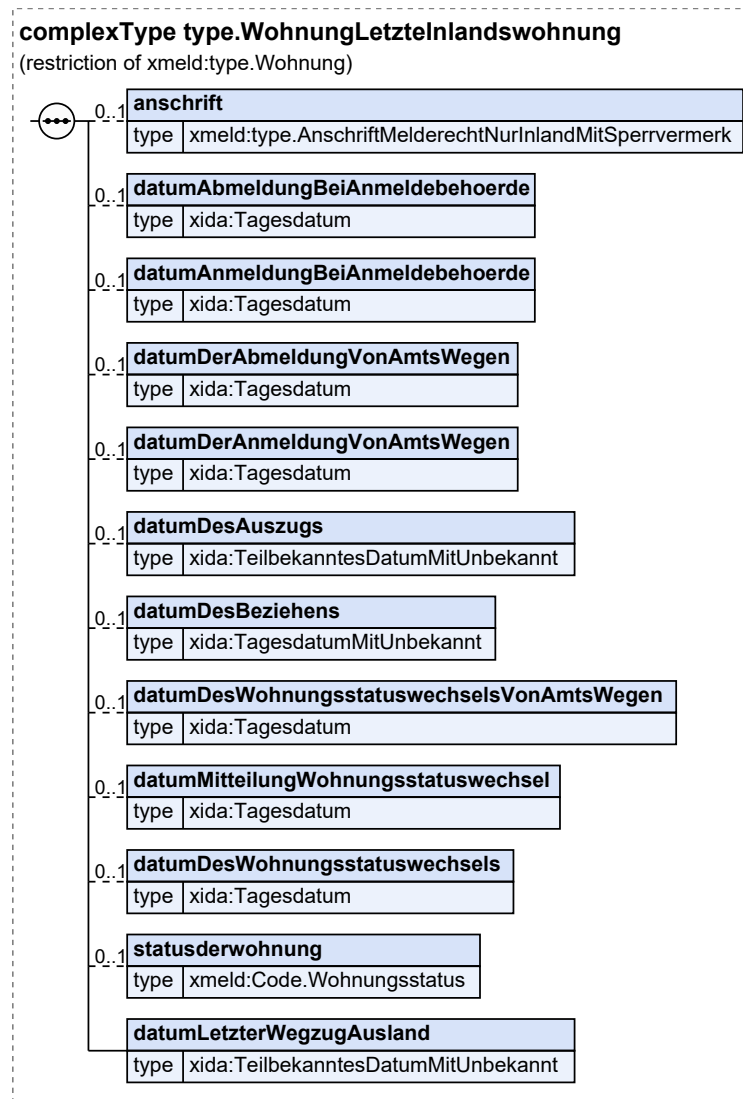 complexType type.WohnungLetzteInlandswohnung
(restriction of xmeld:type.Wohnung)
0..1 anschrift
type xmeld:type.AnschriftMelderechtNurInlandMitSperrvermerk
0..1 datumAbmeldungBeiAnmeldebehoerde
type xida:Tagesdatum
0..1 datumAnmeldungBeiAnmeldebehoerde
type xida:Tagesdatum
0..1 datumDerAbmeldungVonAmtsWegen
type xida:Tagesdatum
0..1 datumDerAnmeldungVonAmtsWegen
type xida:Tagesdatum
0..1 datumDesAuszugs
type xida:TeilbekanntesDatumMitUnbekannt
0..1 datumDesBeziehens
type xida:TagesdatumMitUnbekannt
0..1 datumDesWohnungsstatuswechselsVonAmtsWegen
type xida:Tagesdatum
0..1 datumMitteilungWohnungsstatuswechsel
type xida:Tagesdatum
0..1 datumDesWohnungsstatuswechsels
type xida:Tagesdatum
0..1 statusderwohnung
type xmeld:Code.Wohnungsstatus
datumLetzterWegzugAusland
type xida:TeilbekanntesDatumMitUnbekannt